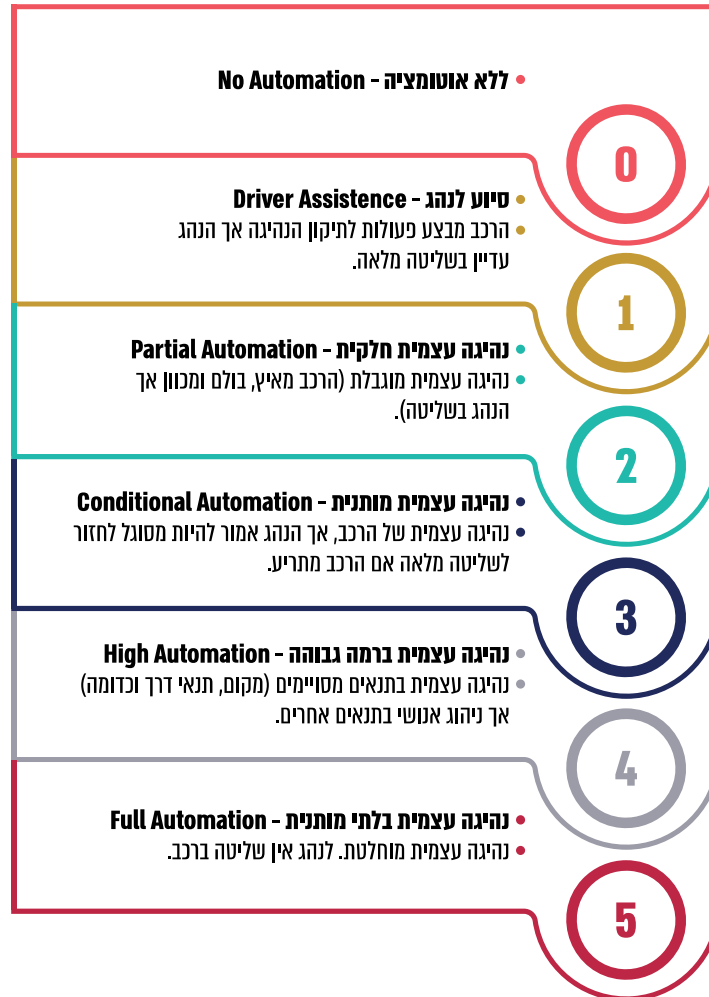 ללא אוטומציה - No Automation
0
סיוע לנהג - Driver Assistence
הרכב מבצע פעולות לתיקון הנהיגה אך הנהג
עדיין בשליטה מלאה.
1
נהיגה עצמית חלקית - Partial Automation
נהיגה עצמית מוגבלת (הרכב מאיץ, בולם ומכוון אך
הנהג בשליטה).
2
נהיגה עצמית מותנית - Conditional Automation
נהיגה עצמית של הרכב, אך הנהג אמור להיות מסוגל לחזור
לשליטה מלאה אם הרכב מתריע.
3
נהיגה עצמית ברמה גבוהה - High Automation
נהיגה עצמית בתנאים מסויימים (מקום, תנאי דרך וכדומה)
אך ניהוג אנושי בתנאים אחרים.
4
נהיגה עצמית בלתי מותנית - Full Automation
נהיגה עצמית מוחלטת. לנהג אין שליטה ברכב.
5